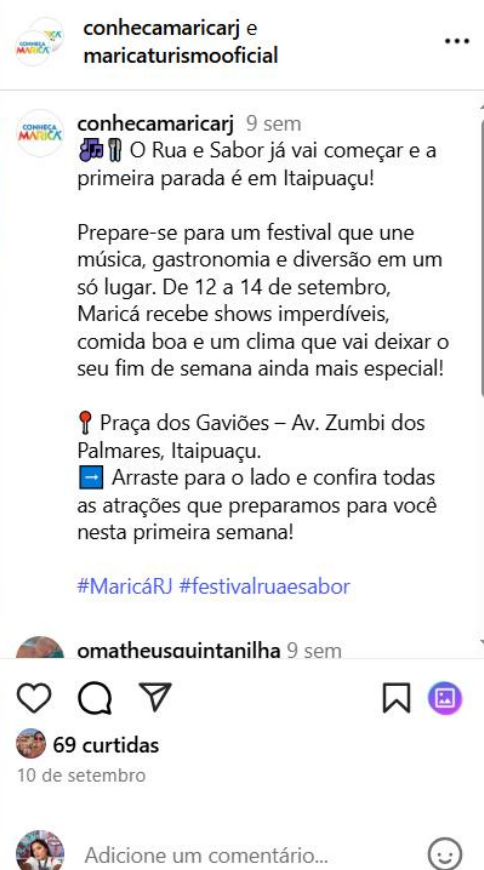 conhecamaricarj e
maricaturismooficial
CONHEÇA
MARICÁ
conhecamaricarj 9 sem
🎶🍴 O Rua e Sabor já vai começar e a
primeira parada é em Itaipuaçu!
Prepare-se para um festival que une
música, gastronomia e diversão em um
só lugar. De 12 a 14 de setembro,
Maricá recebe shows imperdíveis,
comida boa e um clima que vai deixar o
seu fim de semana ainda mais especial!
📍 Praça dos Gaviões – Av. Zumbi dos
Palmares, Itaipuaçu.
➡️ Arraste para o lado e confira todas
as atrações que preparamos para você
nesta primeira semana!
#MaricáRJ #festivalruaesabor
omatheusquintanilha 9 sem
69 curtidas
10 de setembro
Adicione um comentário...